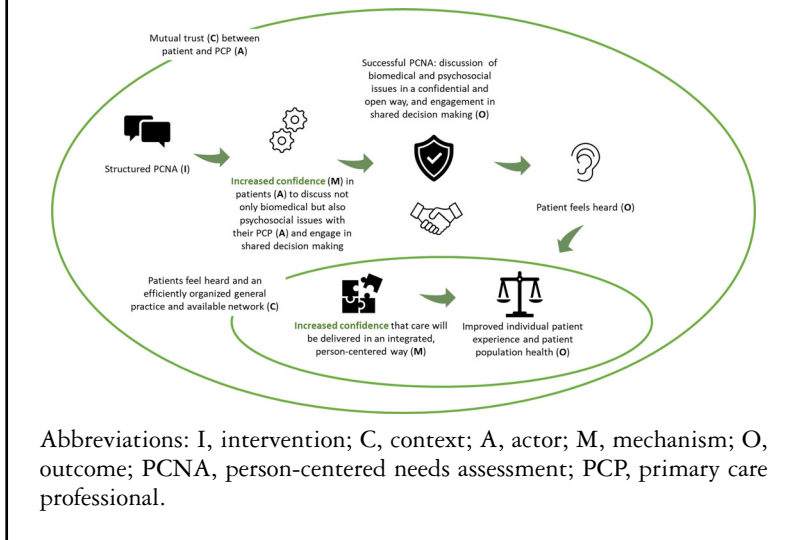 Mutual trust (C) between
patient and PCP (A)
Successful PCNA: discussion of
biomedical and psychosocial
issues in a confidential and
open way, and engagement in
shared decision making (O)
Structured PCNA (I)
Increased confidence (M) in
patients (A) to discuss not
only biomedical but also
psychosocial issues with
their PCP (A) and engage in
shared decision making
Patient feels heard (O)
Patients feel heard and an
efficiently organized general
practice and available network (C)
Increased confidence that care will
be delivered in an integrated,
person-centered way (M)
Improved individual patient
experience and patient
population health (O)
Abbreviations: I, intervention; C, context; A, actor; M, mechanism; O,
outcome; PCNA, person-centered needs assessment; PCP, primary care
professional.